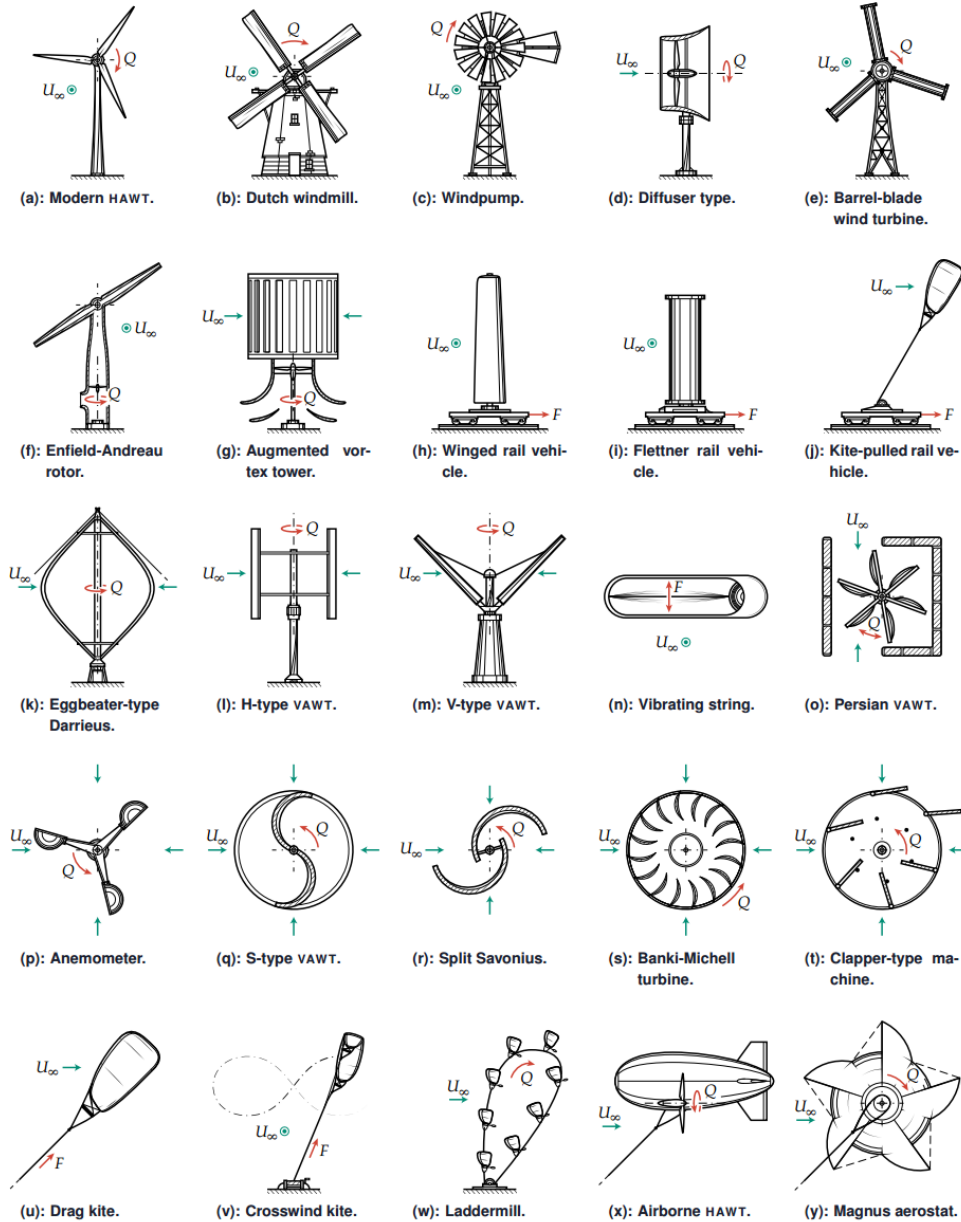 Q
U∞
Q
U∞
Q
U∞
U∞
Q
Q
U∞
(a): Modern HAWT.
(b): Dutch windmill.
(c): Windpump.
(d): Diffuser type.
(e): Barrel-blade
wind turbine.
U∞
Q
U∞
Q
U∞
F
U∞
F
U∞
F
(f): Enfield-Andreau
rotor.
(g): Augmented vor-
tex tower.
(h): Winged rail vehi-
cle.
(i): Flettner rail vehi-
cle.
(j): Kite-pulled rail ve-
hicle.
U∞
Q
U∞
Q
U∞
Q
F
U∞
U∞
Q
(k): Eggbeater-type
Darrieus.
(l): H-type VAWT.
(m): V-type VAWT.
(n): Vibrating string.
(o): Persian VAWT.
U∞
Q
U∞
Q
U∞
Q
U∞
Q
U∞
Q
(p): Anemometer.
(q): S-type VAWT.
(r): Split Savonius.
(s): Banki-Michell
turbine.
(t): Clapper-type ma-
chine.
U∞
F
U∞
F
U∞
Q
U∞
Q
U∞
Q
(u): Drag kite.
(v): Crosswind kite.
(w): Laddermill.
(x): Airborne HAWT.
(y): Magnus aerostat.